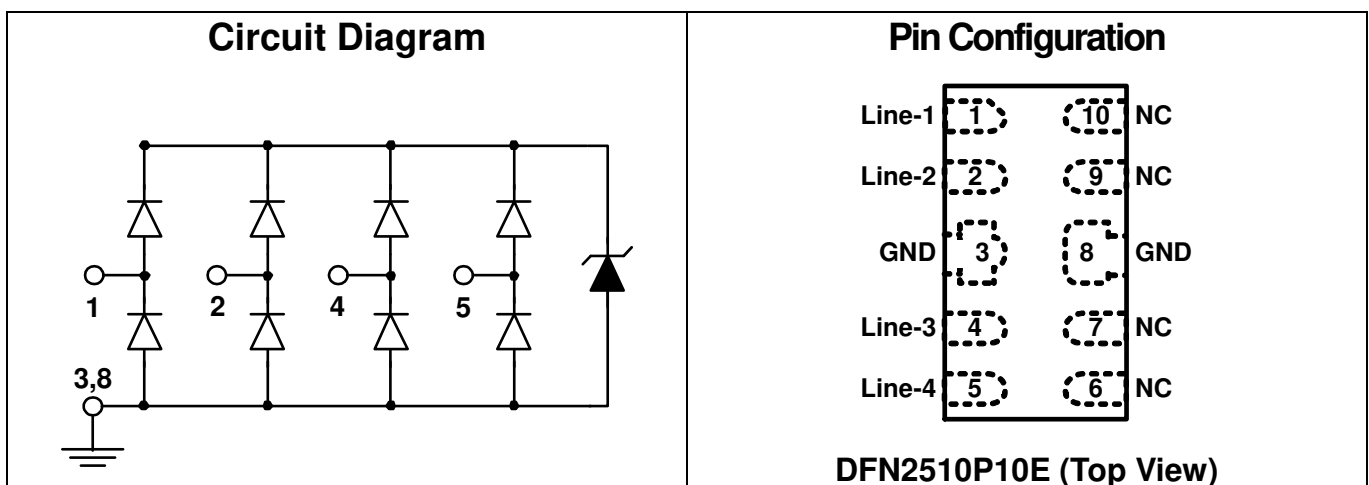 Circuit Diagram
1
2
4
5
3,8
Pin Configuration
Line-1 1 10 NC
Line-2 2 9 NC
GND 3 8 GND
Line-3 4 7 NC
Line-4 5 6 NC
DFN2510P10E (Top View)